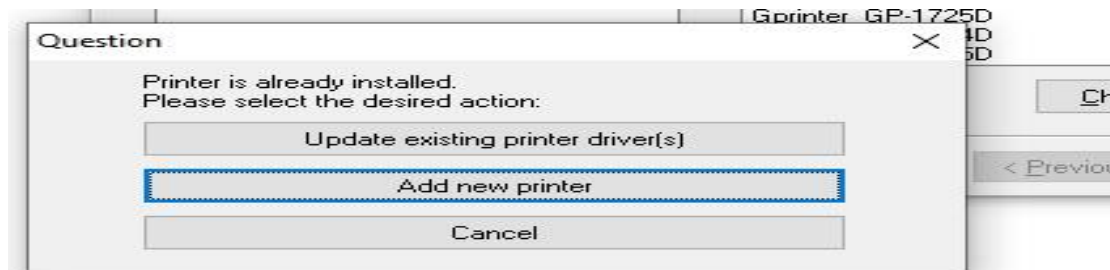 Gprinter GP-1725D
Question
Printer is already installed.
Please select the desired action:
Update existing printer driver(s)
Add new printer
Cancel
< Previou